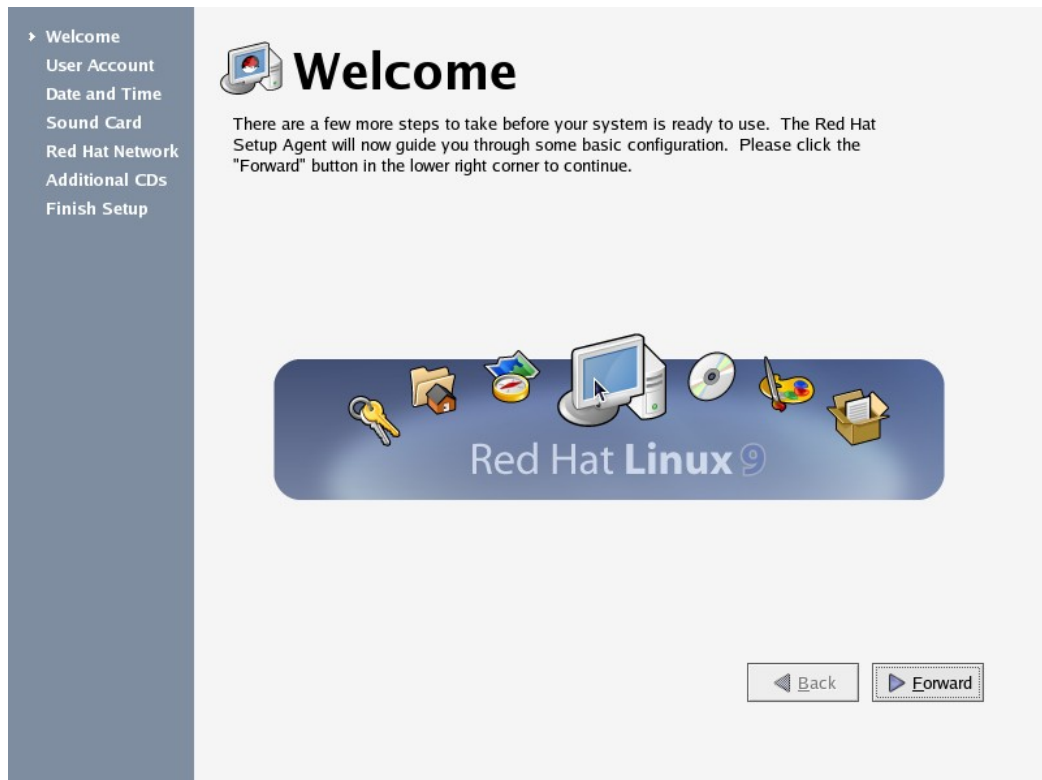 Welcome
User Account
Date and Time
Sound Card
Red Hat Network
Additional CDs
Finish Setup
Welcome
There are a few more steps to take before your system is ready to use.  The Red Hat
Setup Agent will now guide you through some basic configuration.  Please click the
"Forward" button in the lower right corner to continue.
Red Hat Linux 9
Back
Forward